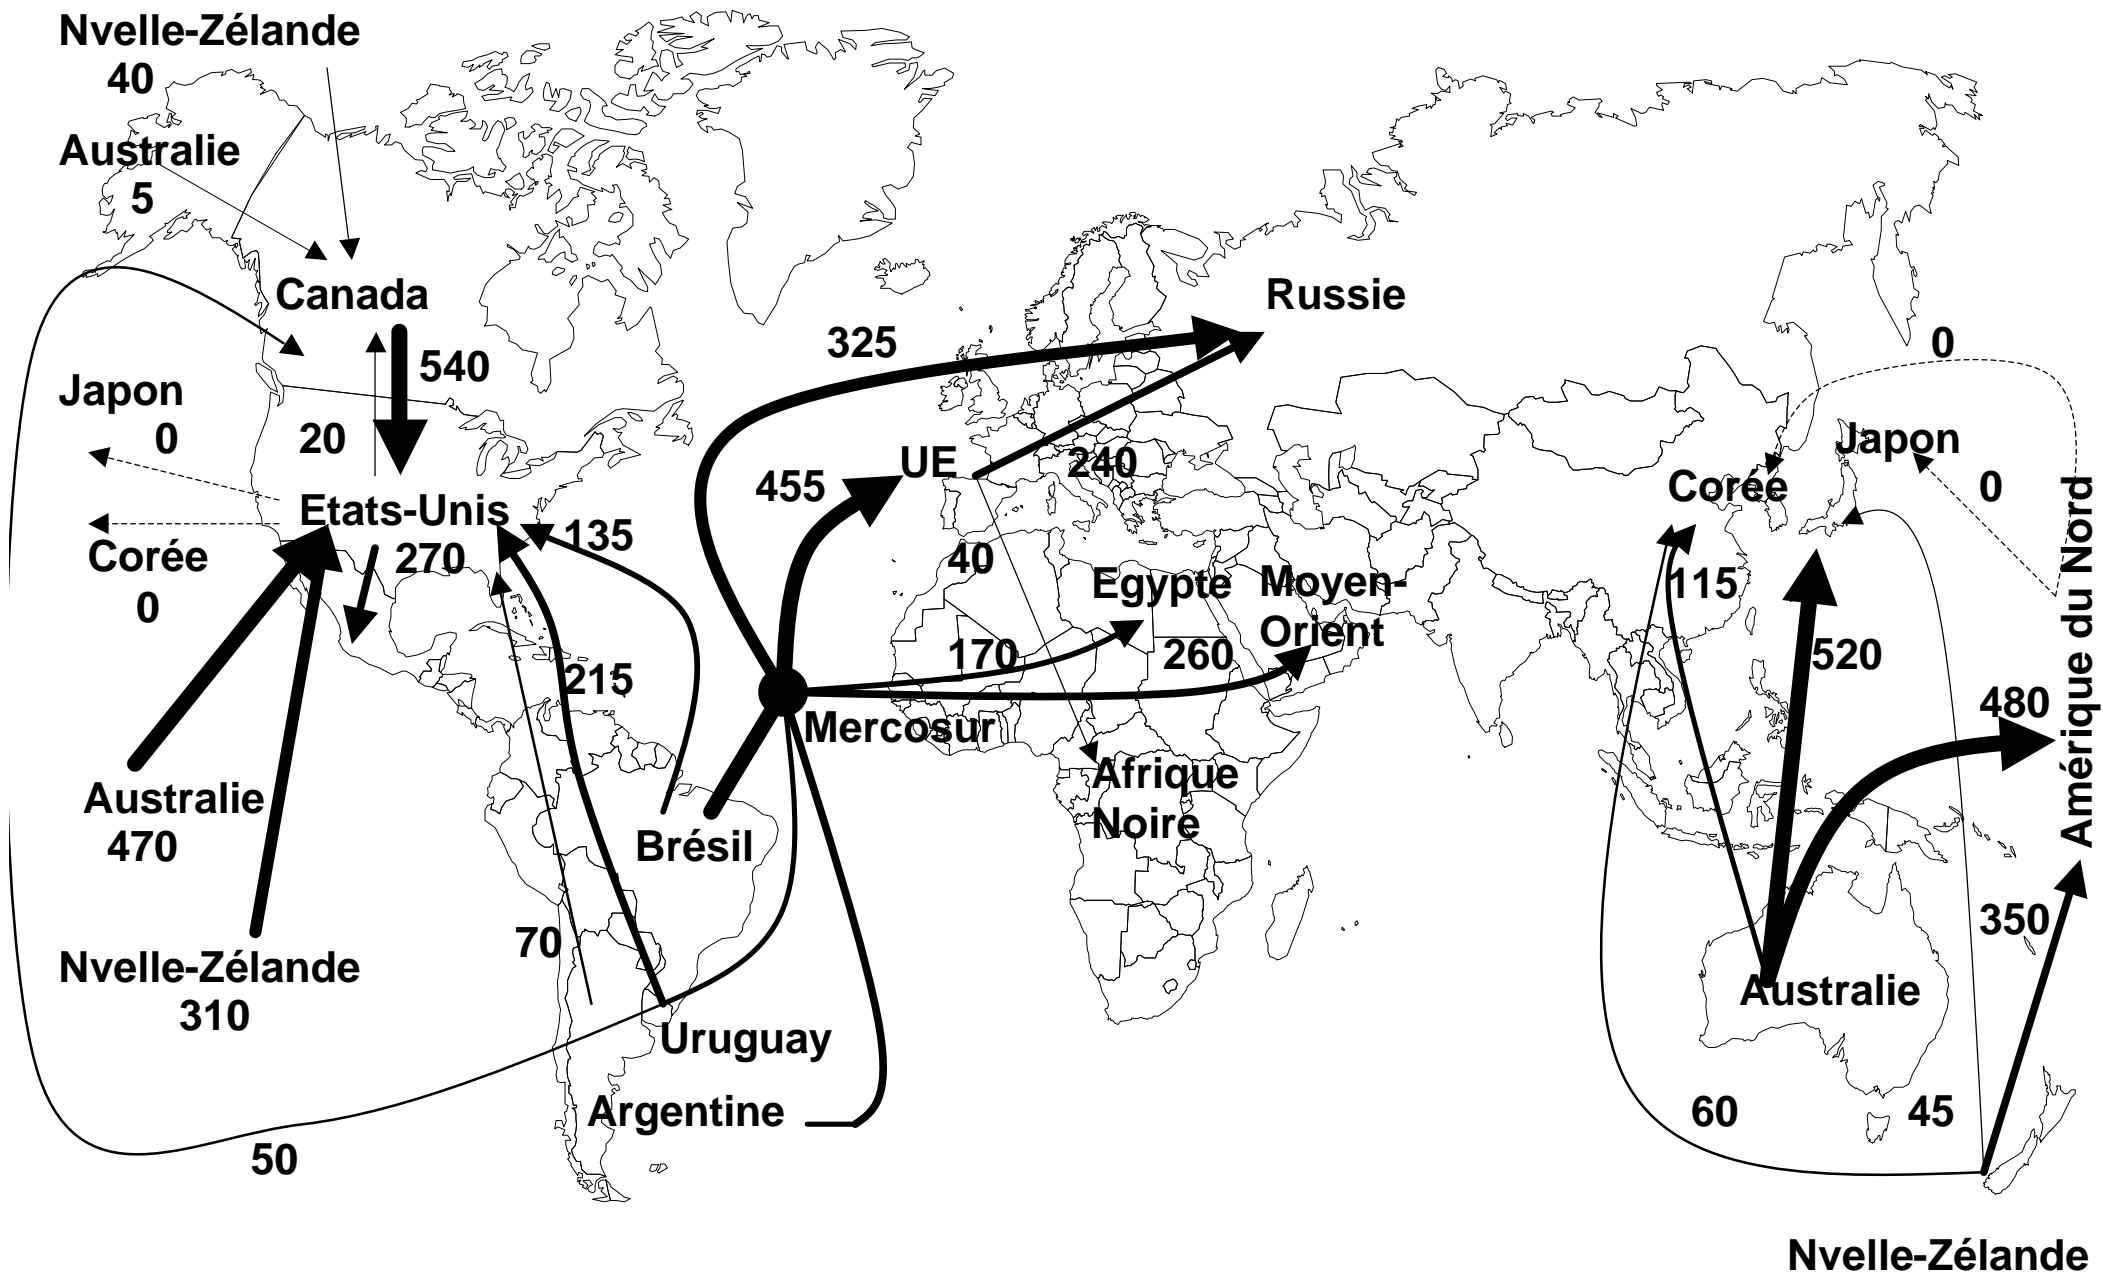 Nvelle-Zélande
40
Australie
5
Canada
Russie
325
0
540
Japon
0
20
Japon
0
UE
240
455
Corée
Etats-Unis
270
135
Corée
0
40
Egypte
Moyen-
Orient
115
170
260
520
215
480
Amérique du Nord
Mercosur
Afrique
Noire
Australie
470
Brésil
350
70
Nvelle-Zélande
310
Australie
Uruguay
Argentine
60
45
50
Nvelle-Zélande